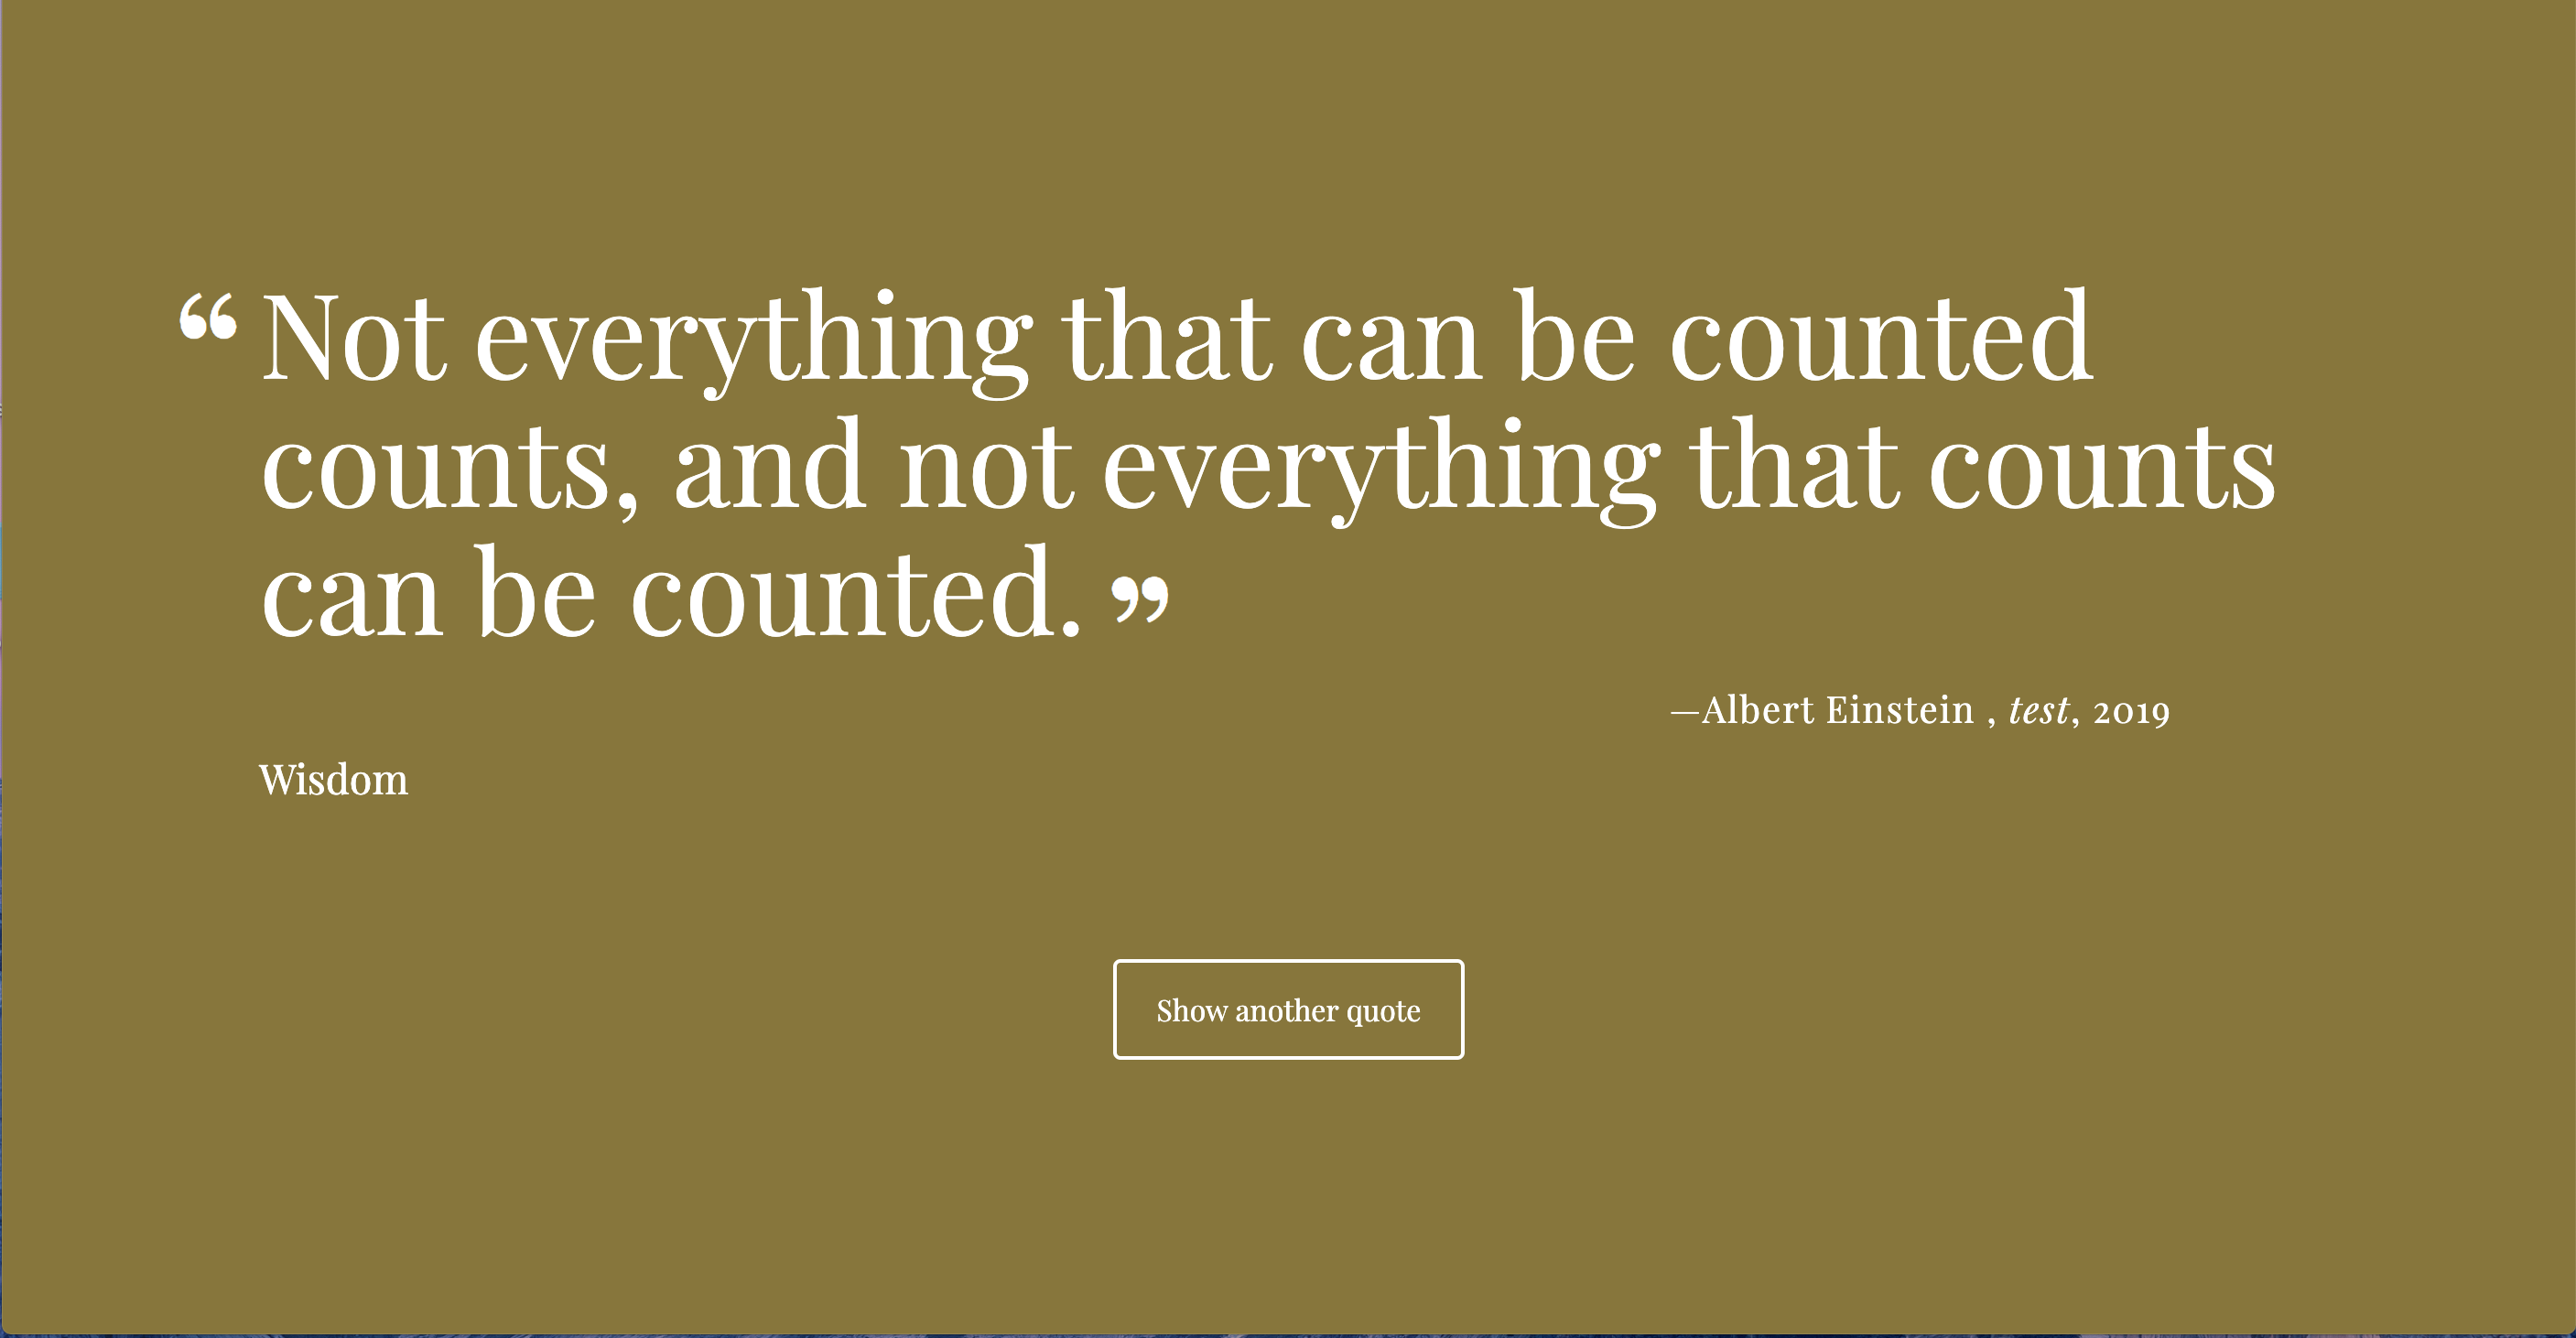 “ Not everything that can be counted
counts, and not everything that counts
can be counted. ”
—Albert Einstein , test, 2019
Wisdom
Show another quote